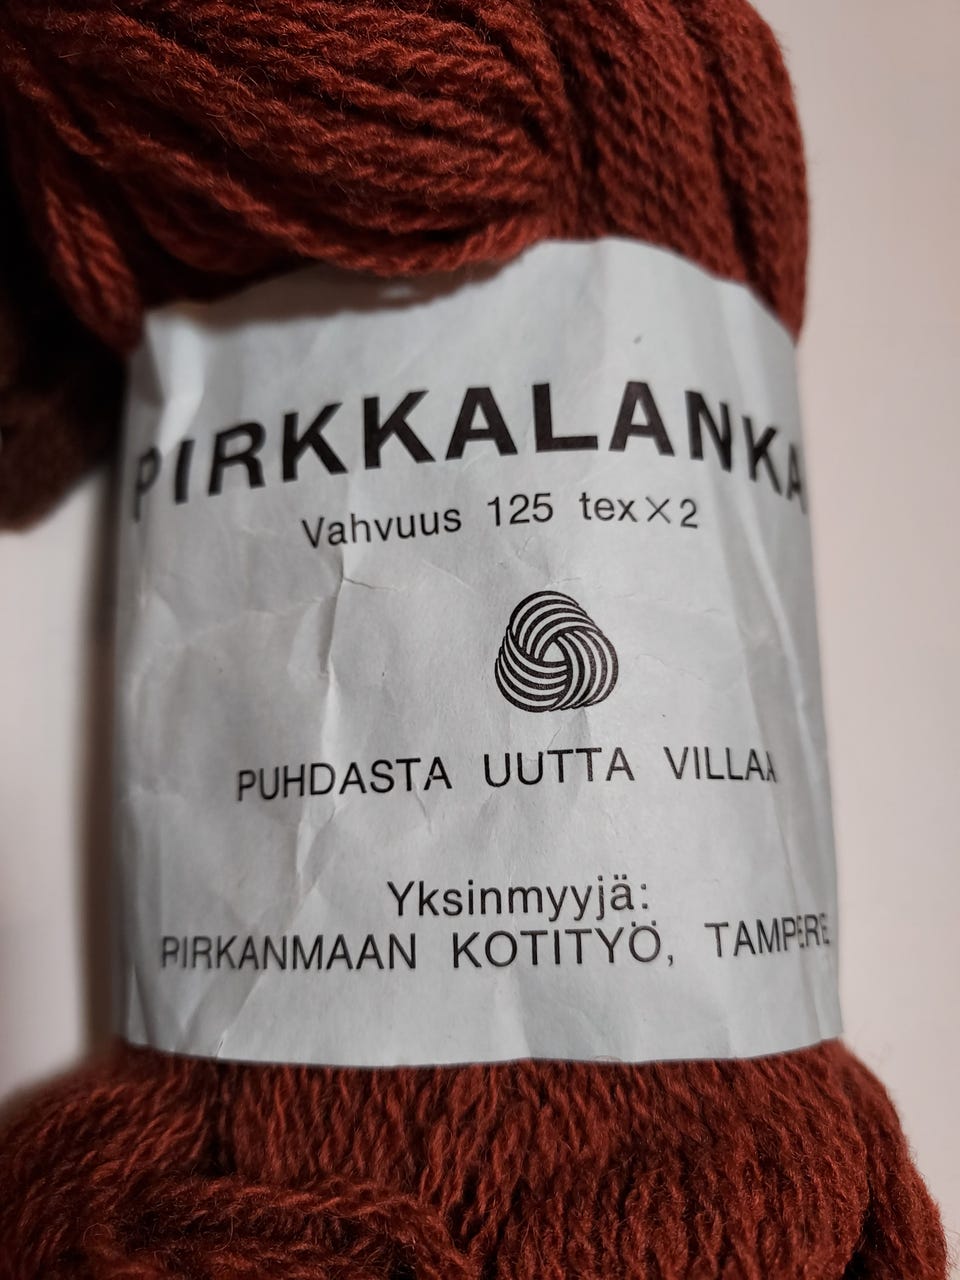 PIRKKALANKA
Vahvuus 125 tex×2
PUHDASTA UUTTA VILLAA
Yksinmyyjä:
PIRKANMAAN KOTITYÖ, TAMPERE